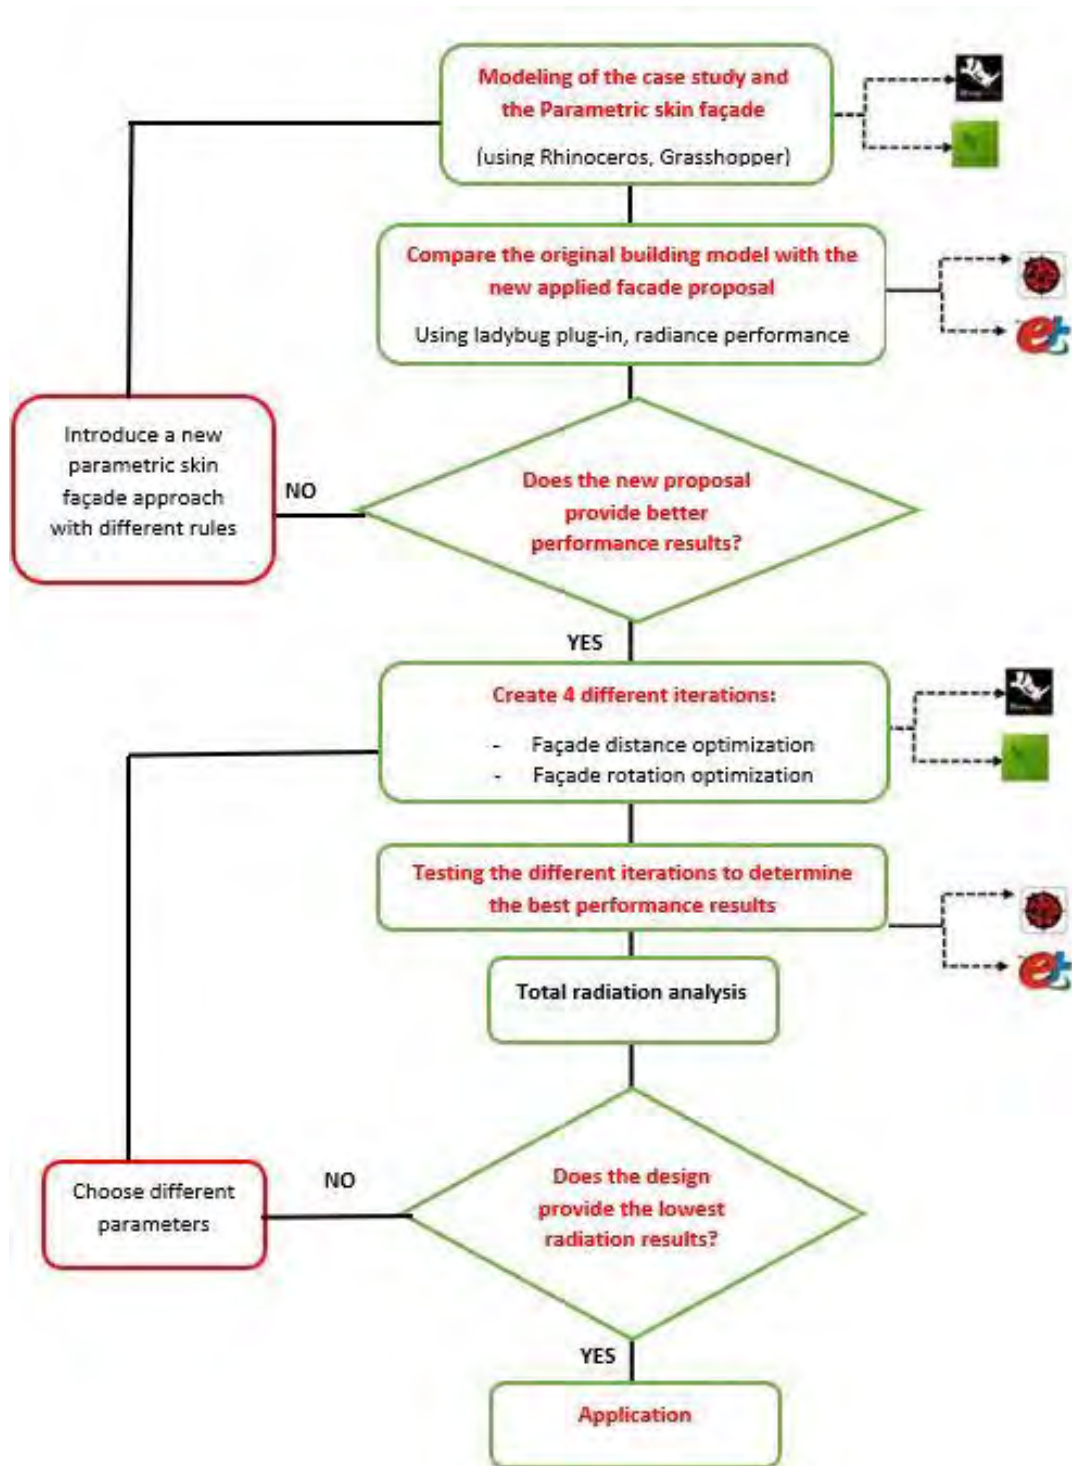 Modeling of the case study and
the Parametric skin façade
(using Rhinoceros, Grasshopper)
Compare the original building model with the
new applied facade proposal
Using ladybug plug-in, radiance performance
Introduce a new
parametric skin
façade approach
with different rules
NO
Does the new proposal
provide better
performance results?
YES
Create 4 different iterations:
- Façade distance optimization
- Façade rotation optimization
Testing the different iterations to determine
the best performance results
Total radiation analysis
Choose different
parameters
NO
Does the design
provide the lowest
radiation results?
YES
Application